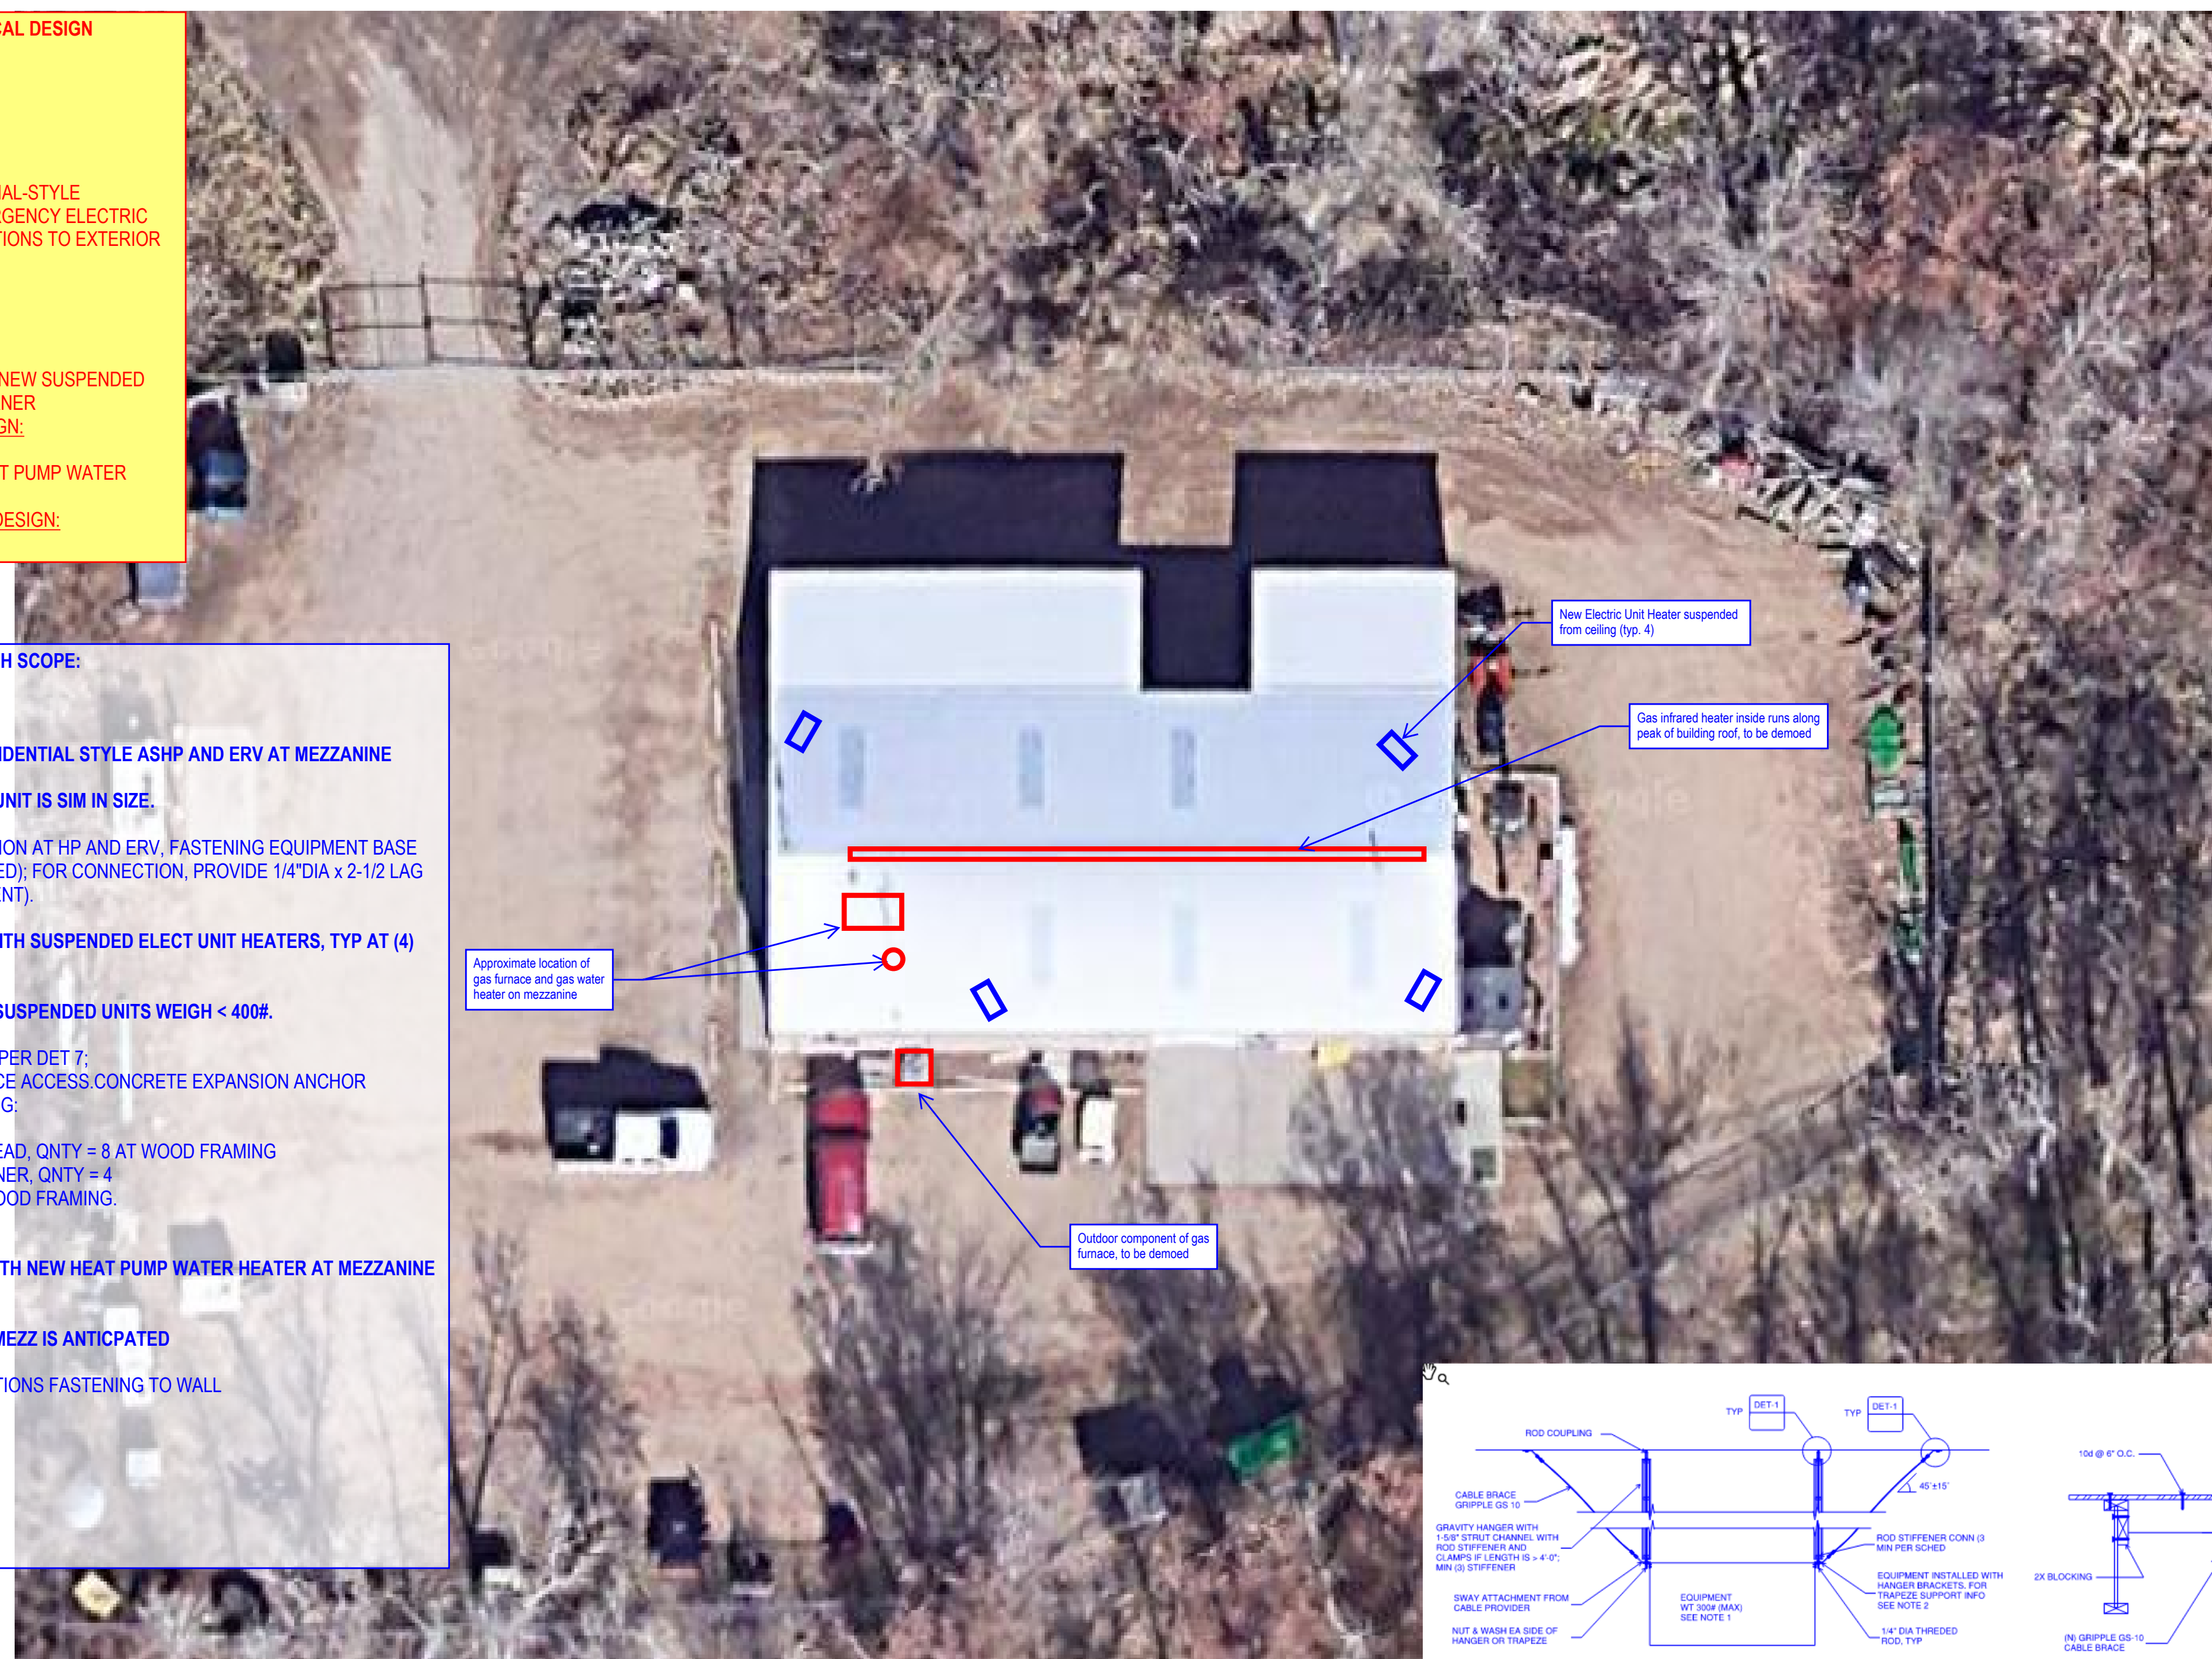 CAL DESIGN
IAL-STYLE
RGENCY ELECTRIC
TIONS TO EXTERIOR
NEW SUSPENDED
NER
GN:
T PUMP WATER
DESIGN:
H SCOPE:
IDENTIAL STYLE ASHP AND ERV AT MEZZANINE
UNIT IS SIM IN SIZE.
ION AT HP AND ERV, FASTENING EQUIPMENT BASE
ED); FOR CONNECTION, PROVIDE 1/4"DIA x 2-1/2 LAG
ENT).
ITH SUSPENDED ELECT UNIT HEATERS, TYP AT (4)
SUSPENDED UNITS WEIGH < 400#.
PER DET 7;
CE ACCESS.CONCRETE EXPANSION ANCHOR
G:
EAD, QNTY = 8 AT WOOD FRAMING
NER, QNTY = 4
OOD FRAMING.
TH NEW HEAT PUMP WATER HEATER AT MEZZANINE
MEZZ IS ANTICPATED
TIONS FASTENING TO WALL
New Electric Unit Heater suspended
from ceiling (typ. 4)
Gas infrared heater inside runs along
peak of building roof, to be demoed
Approximate location of
gas furnace and gas water
heater on mezzanine
Outdoor component of gas
furnace, to be demoed
TYP
DET-1
TYP
DET-1
ROD COUPLING
CABLE BRACE
GRIPPLE GS 10
45°±15°
GRAVITY HANGER WITH
1-5/8" STRUT CHANNEL WITH
ROD STIFFENER AND
CLAMPS IF LENGTH IS > 4'-0";
MIN (3) STIFFENER
ROD STIFFENER CONN (3
MIN PER SCHED
SWAY ATTACHMENT FROM
CABLE PROVIDER
EQUIPMENT
WT 300# (MAX)
SEE NOTE 1
EQUIPMENT INSTALLED WITH
HANGER BRACKETS. FOR
TRAPEZE SUPPORT INFO
SEE NOTE 2
NUT & WASH EA SIDE OF
HANGER OR TRAPEZE
1/4" DIA THREDED
ROD, TYP
10d @ 6" O.C.
2X BLOCKING
(N) GRIPPLE GS-10
CABLE BRACE